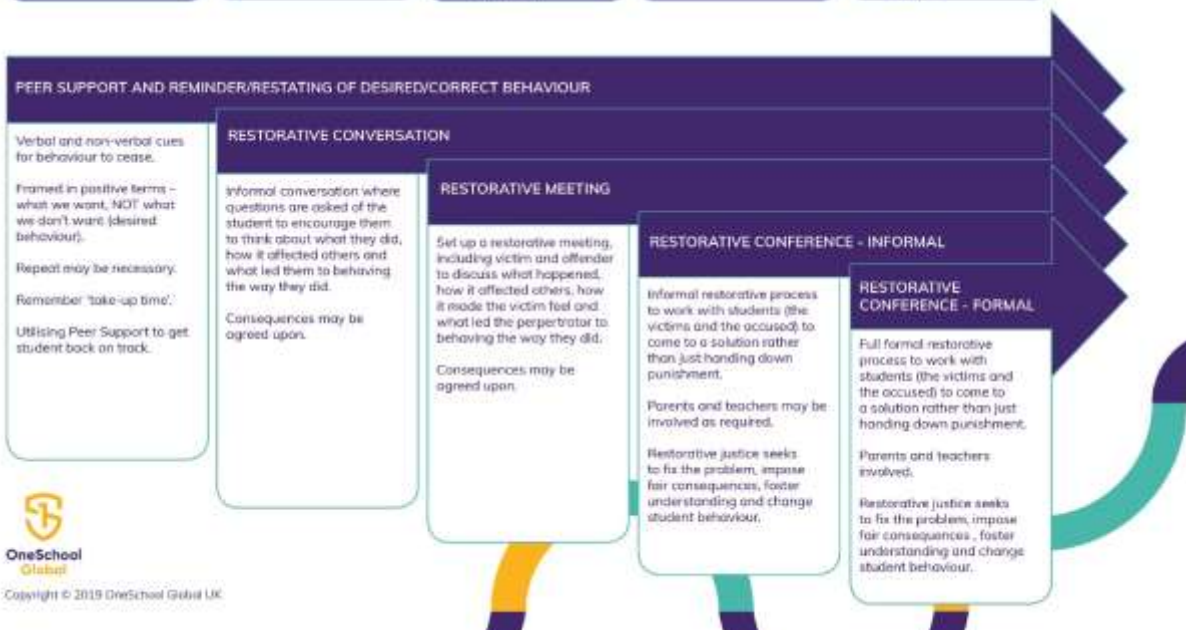 PEER SUPPORT AND REMINDER/RESTATING OF DESIRED/CORRECT BEHAVIOUR
Verbal and non-verbal cues
for behaviour to cease.
Framed in positive terms –
what we want, NOT what
we don't want (desired
behaviour).
Repeat may be necessary.
Remember 'take-up time'.
Utilising Peer Support to get
student back on track.
RESTORATIVE CONVERSATION
Informal conversation where
questions are asked of the
student to encourage them
to think about what they did,
how it affected others and
what led them to behaving
the way they did.
Consequences may be
agreed upon.
RESTORATIVE MEETING
Set up a restorative meeting,
including victim and offender
to discuss what happened,
how it affected others, how
it made the victim feel and
what led the perpertrator to
behaving the way they did.
Consequences may be
agreed upon.
RESTORATIVE CONFERENCE - INFORMAL
Informal restorative process
to work with students (the
victims and the accused) to
come to a solution rather
than just handing down
punishment.
Parents and teachers may be
involved as required.
Restorative justice seeks
to fix the problem, impose
fair consequences, foster
understanding and change
student behaviour.
RESTORATIVE
CONFERENCE - FORMAL
Full formal restorative
process to work with
students (the victims and
the accused) to come to
a solution rather than just
handing down punishment.
Parents and teachers
involved.
Restorative justice seeks
to fix the problem, impose
fair consequences , foster
understanding and change
student behaviour.
OneSchool
Global
Copyright © 2019 OneSchool Global UK